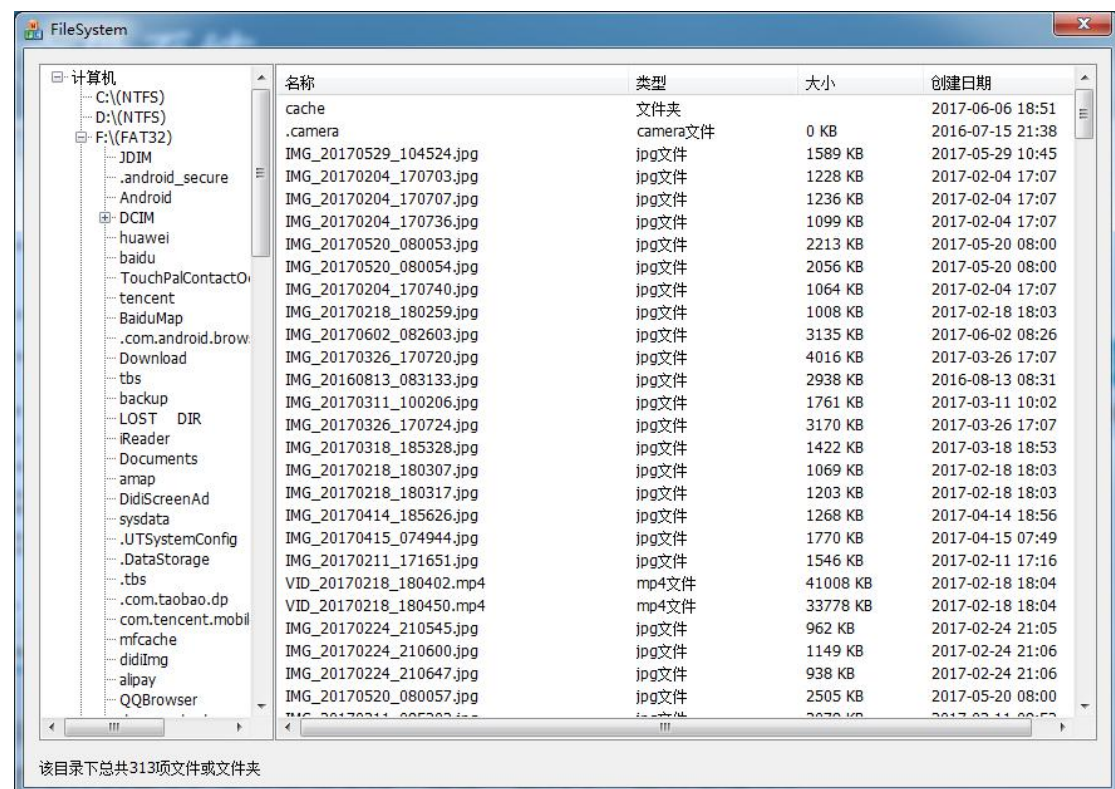 FileSystem
计算机
C:\(NTFS)
D:\(NTFS)
F:\(FAT32)
JDIM
.android_secure
Android
DCIM
huawei
baidu
TouchPalContactO
tencent
BaiduMap
.com.android.brow
Download
tbs
backup
LOST DIR
iReader
Documents
amap
DidiScreenAd
sysdata
.UTSystemConfig
.DataStorage
.tbs
.com.taobao.dp
com.tencent.mobil
mfcache
didiImg
alipay
QQBrowser
名称 类型 大小 创建日期
cache 文件夹 2017-06-06 18:51
.camera camera文件 0 KB 2016-07-15 21:38
IMG_20170529_104524.jpg jpg文件 1589 KB 2017-05-29 10:45
IMG_20170204_170703.jpg jpg文件 1228 KB 2017-02-04 17:07
IMG_20170204_170707.jpg jpg文件 1236 KB 2017-02-04 17:07
IMG_20170204_170736.jpg jpg文件 1099 KB 2017-02-04 17:07
IMG_20170520_080053.jpg jpg文件 2213 KB 2017-05-20 08:00
IMG_20170520_080054.jpg jpg文件 2056 KB 2017-05-20 08:00
IMG_20170204_170740.jpg jpg文件 1064 KB 2017-02-04 17:07
IMG_20170218_180259.jpg jpg文件 1008 KB 2017-02-18 18:03
IMG_20170602_082603.jpg jpg文件 3135 KB 2017-06-02 08:26
IMG_20170326_170720.jpg jpg文件 4016 KB 2017-03-26 17:07
IMG_20160813_083133.jpg jpg文件 2938 KB 2016-08-13 08:31
IMG_20170311_100206.jpg jpg文件 1761 KB 2017-03-11 10:02
IMG_20170326_170724.jpg jpg文件 3170 KB 2017-03-26 17:07
IMG_20170318_185328.jpg jpg文件 1422 KB 2017-03-18 18:53
IMG_20170218_180307.jpg jpg文件 1069 KB 2017-02-18 18:03
IMG_20170218_180317.jpg jpg文件 1203 KB 2017-02-18 18:03
IMG_20170414_185626.jpg jpg文件 1268 KB 2017-04-14 18:56
IMG_20170415_074944.jpg jpg文件 1770 KB 2017-04-15 07:49
IMG_20170211_171651.jpg jpg文件 1546 KB 2017-02-11 17:16
VID_20170218_180402.mp4 mp4文件 41008 KB 2017-02-18 18:04
VID_20170218_180450.mp4 mp4文件 33778 KB 2017-02-18 18:04
IMG_20170224_210545.jpg jpg文件 962 KB 2017-02-24 21:05
IMG_20170224_210600.jpg jpg文件 1149 KB 2017-02-24 21:06
IMG_20170224_210647.jpg jpg文件 938 KB 2017-02-24 21:06
IMG_20170520_080057.jpg jpg文件 2505 KB 2017-05-20 08:00
该目录下总共313项文件或文件夹